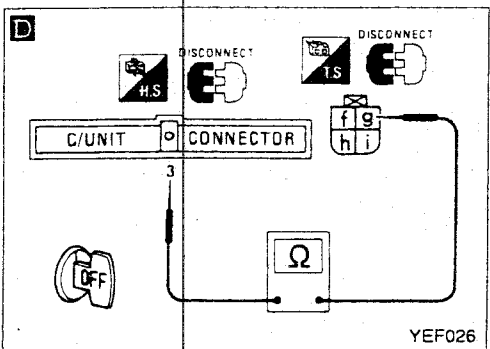 D
DISCONNECT
H.S
DISCONNECT
T.S
C/UNIT
CONNECTOR
3
f g
h i
OFF
Ω
YEF026